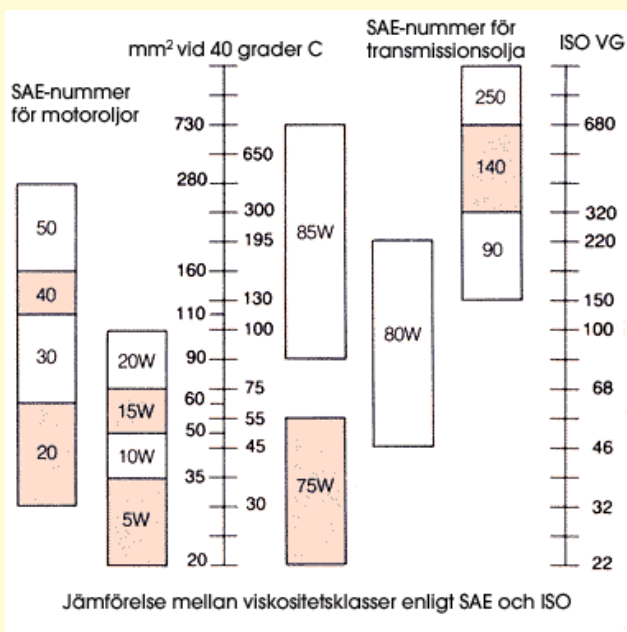 SAE-nummer för
transmissionsolja
ISO VG
mm² vid 40 grader C
SAE-nummer
för motoroljor
250
730
680
650
140
280
50
300
320
195
220
85W
90
160
40
130
150
110
100
100
80W
30
20W
90
75
68
60
15W
55
50
45
46
20
10W
35
75W
30
32
5W
20
22
Jämförelse mellan viskositetsklasser enligt SAE och ISO